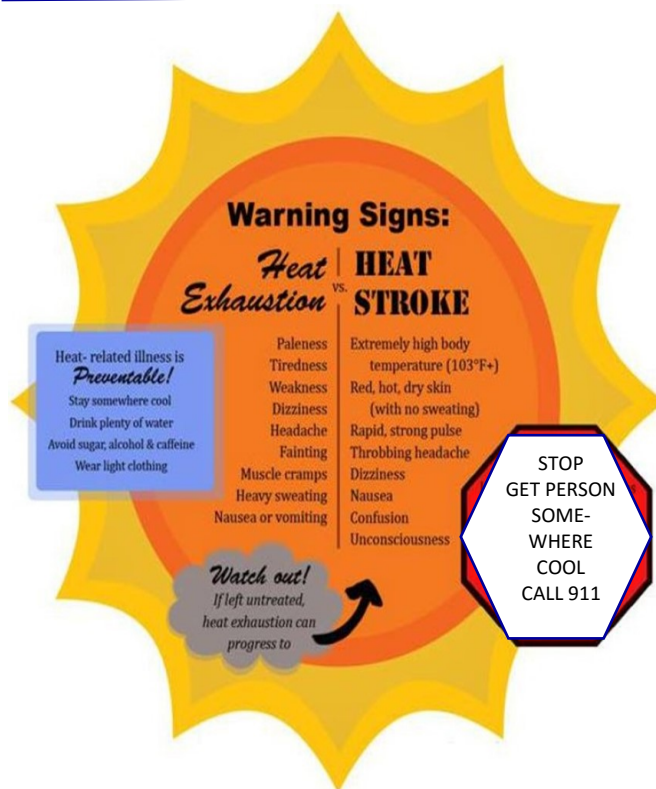 Warning Signs:
Heat
Exhaustion
vs.
HEAT
STROKE
Paleness
Tiredness
Weakness
Dizziness
Headache
Fainting
Muscle cramps
Heavy sweating
Nausea or vomiting
Extremely high body
temperature (103°F+)
Red, hot, dry skin
(with no sweating)
Rapid, strong pulse
Throbbing headache
Dizziness
Nausea
Confusion
Unconsciousness
Heat- related illness is
Preventable!
Stay somewhere cool
Drink plenty of water
Avoid sugar, alcohol & caffeine
Wear light clothing
STOP
GET PERSON
SOME-
WHERE
COOL
CALL 911
Watch out!
If left untreated,
heat exhaustion can
progress to